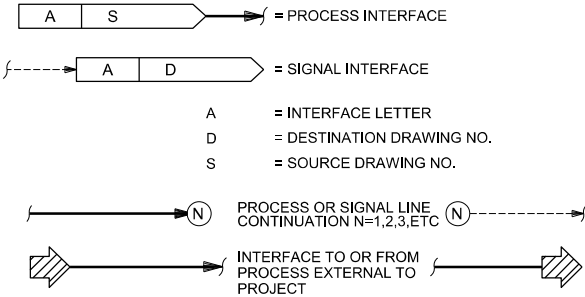 A S = PROCESS INTERFACE
A D = SIGNAL INTERFACE
A = INTERFACE LETTER
D = DESTINATION DRAWING NO.
S = SOURCE DRAWING NO.
N PROCESS OR SIGNAL LINE N
CONTINUATION N=1,2,3,ETC
INTERFACE TO OR FROM
PROCESS EXTERNAL TO
PROJECT